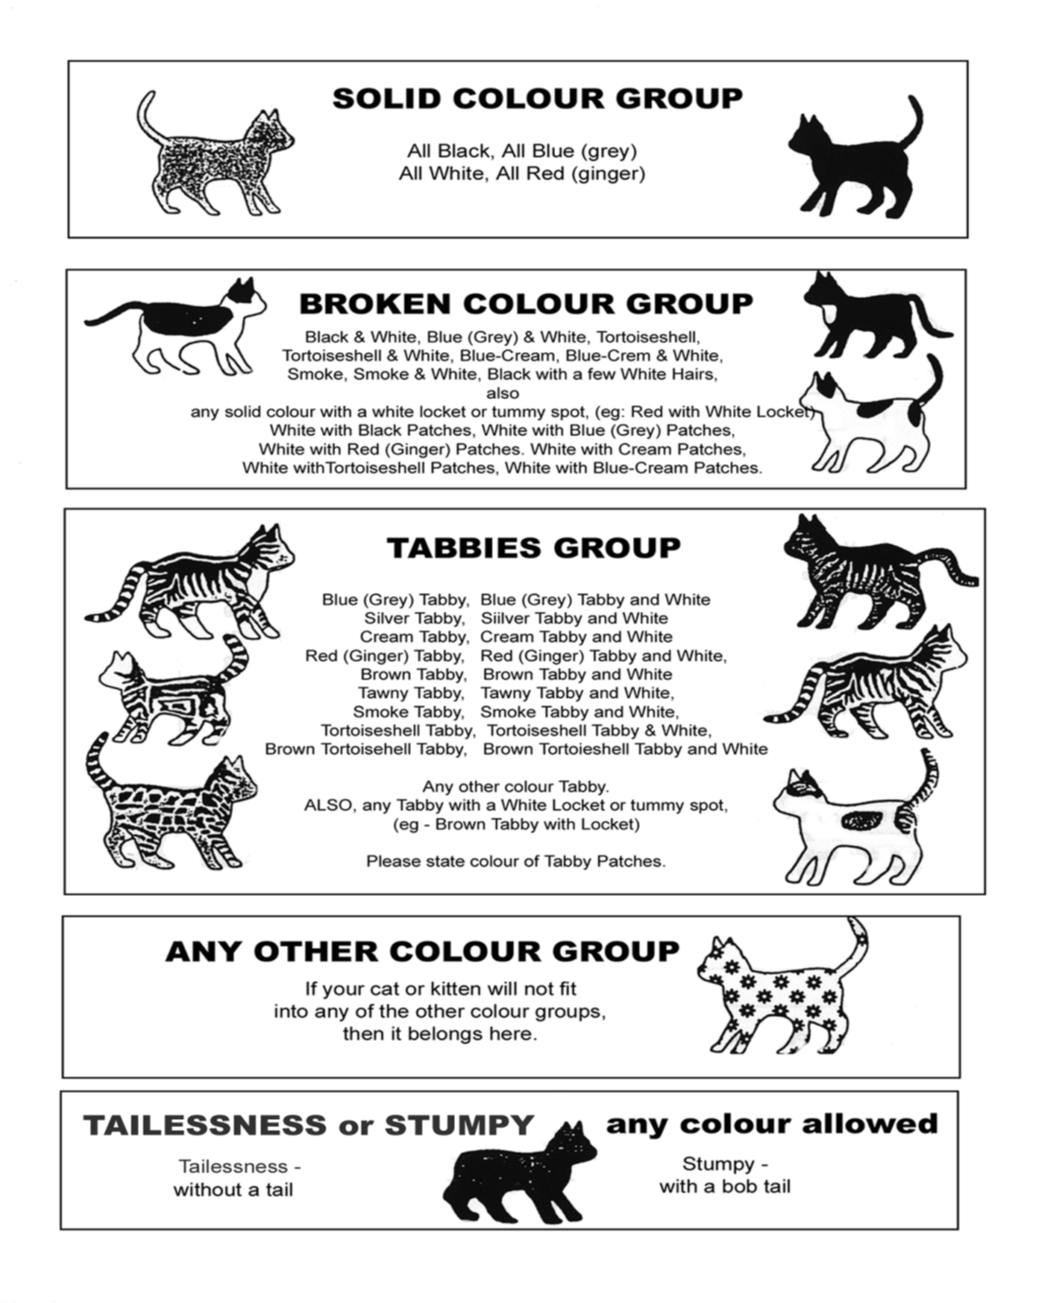 SOLID COLOUR GROUP
All Black, All Blue (grey)
All White, All Red (ginger)
BROKEN COLOUR GROUP
Black & White, Blue (Grey) & White, Tortoiseshell,
Tortoiseshell & White, Blue-Cream, Blue-Crem & White,
Smoke, Smoke & White, Black with a few White Hairs,
also
any solid colour with a white locket or tummy spot, (eg: Red with White Locket)
White with Black Patches, White with Blue (Grey) Patches,
White with Red (Ginger) Patches. White with Cream Patches,
White withTortoiseshell Patches, White with Blue-Cream Patches.
TABBIES GROUP
Blue (Grey) Tabby, Blue (Grey) Tabby and White
Silver Tabby, Siilver Tabby and White
Cream Tabby, Cream Tabby and White
Red (Ginger) Tabby, Red (Ginger) Tabby and White,
Brown Tabby, Brown Tabby and White
Tawny Tabby, Tawny Tabby and White,
Smoke Tabby, Smoke Tabby and White,
Tortoiseshell Tabby, Tortoiseshell Tabby & White,
Brown Tortoisehell Tabby, Brown Tortoieshell Tabby and White
Any other colour Tabby.
ALSO, any Tabby with a White Locket or tummy spot,
(eg - Brown Tabby with Locket)
Please state colour of Tabby Patches.
ANY OTHER COLOUR GROUP
If your cat or kitten will not fit
into any of the other colour groups,
then it belongs here.
TAILESSNESS or STUMPY any colour allowed
Tailessness -
without a tail
Stumpy -
with a bob tail